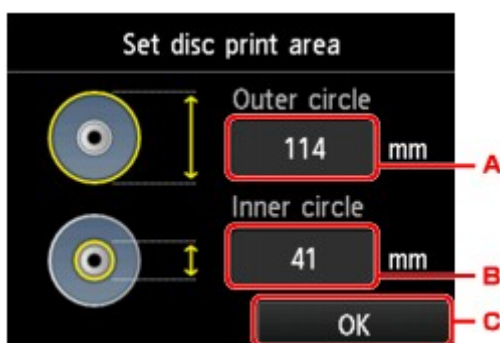 Set disc print area
Outer circle
114 mm
A
Inner circle
41 mm
B
OK
C